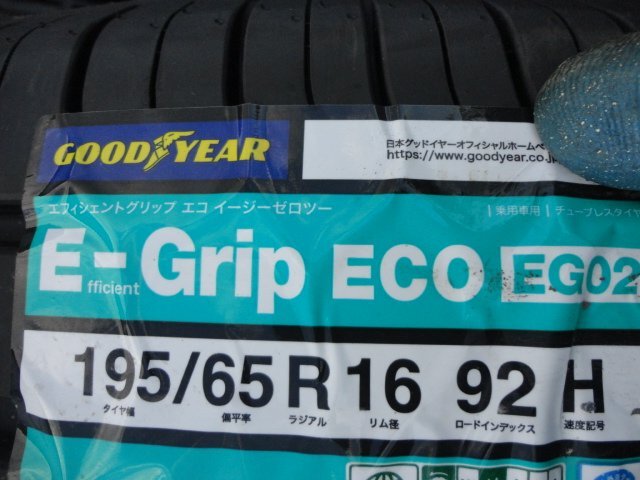 GOOD YEAR
日本グッドイヤーオフィシャルホームペ
https://www.goodyear.co.jp
エフィシェントグリップ エコ イージーゼロツー
乗用車用 | チューブレスタイヤ
E-Grip ECO EG02
fficient
195/65 R 16 92 H
タイヤ幅 偏平率 ラジアル リム径 ロードインデックス 速度記号